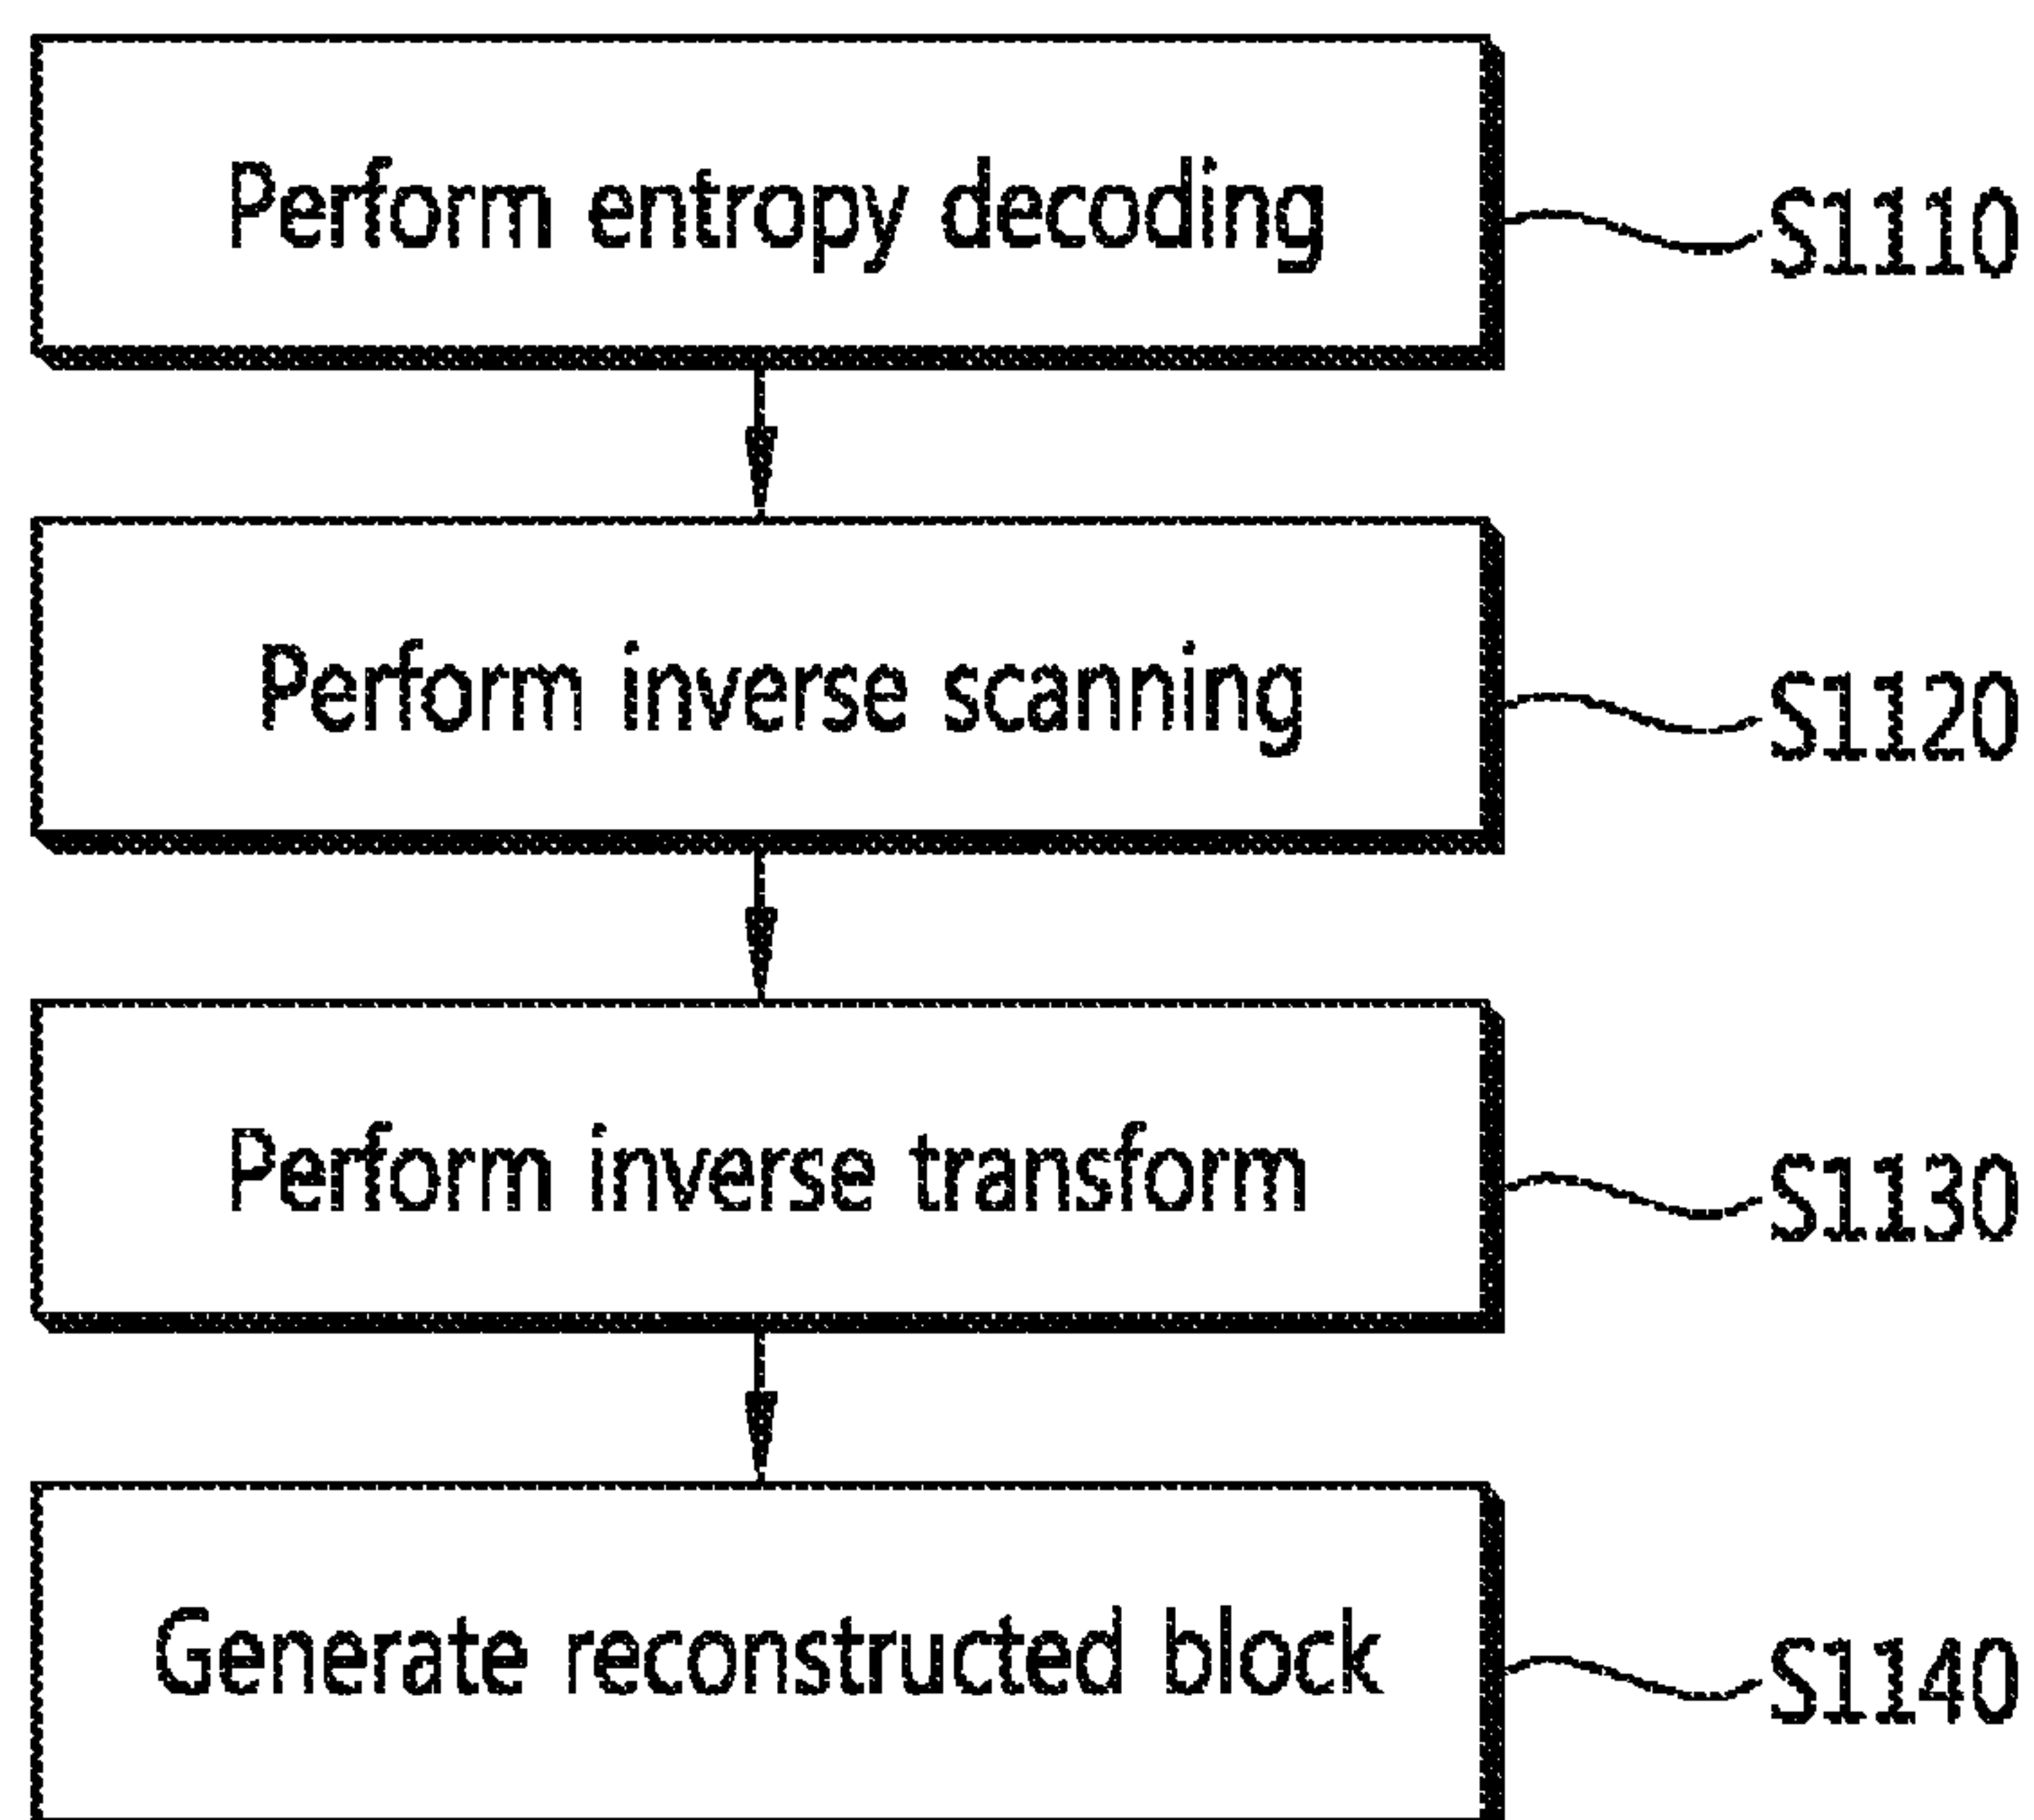 Perform entropy decoding S1110
Perform inverse scanning S1120
Perform inverse transform S1130
Generate reconstructed block S1140